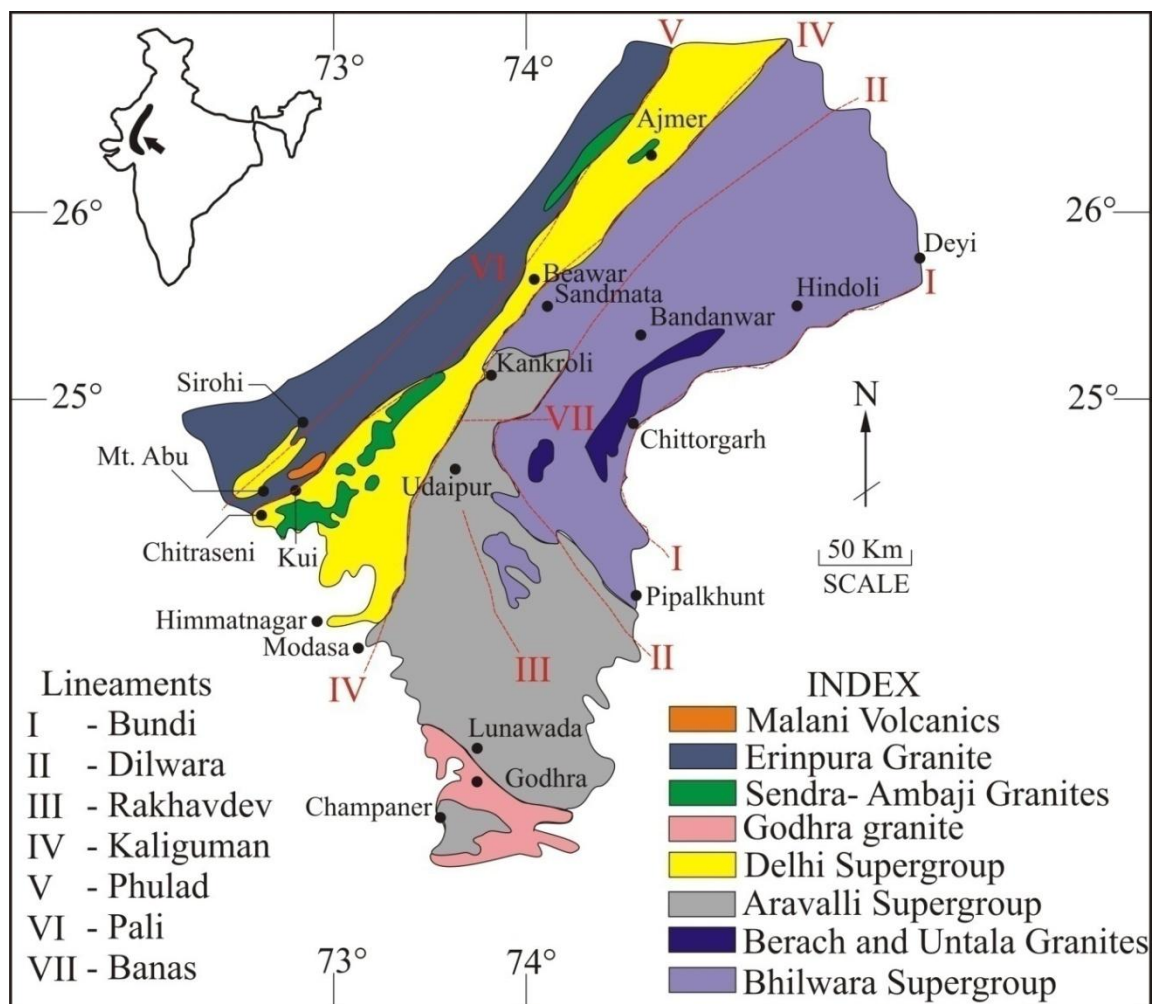 V
IV
73°
74°
II
Ajmer
26°
26°
Deyi
VI
Beawar
I
Sandmata
Hindoli
Bandanwar
Kankroli
Sirohi
25°
25°
N
VII
Chittorgarh
Mt. Abu
Udaipur
Chitraseni
Kui
50 Km
SCALE
I
Pipalkhunt
Himmatnagar
Modasa
III
II
IV
Lineaments
I - Bundi
II - Dilwara
III - Rakhavdev
IV - Kaliguman
V - Phulad
VI - Pali
VII - Banas
Lunawada
Godhra
Champaner
73°
74°
INDEX
Malani Volcanics
Erinpura Granite
Sendra- Ambaji Granites
Godhra granite
Delhi Supergroup
Aravalli Supergroup
Berach and Untala Granites
Bhilwara Supergroup